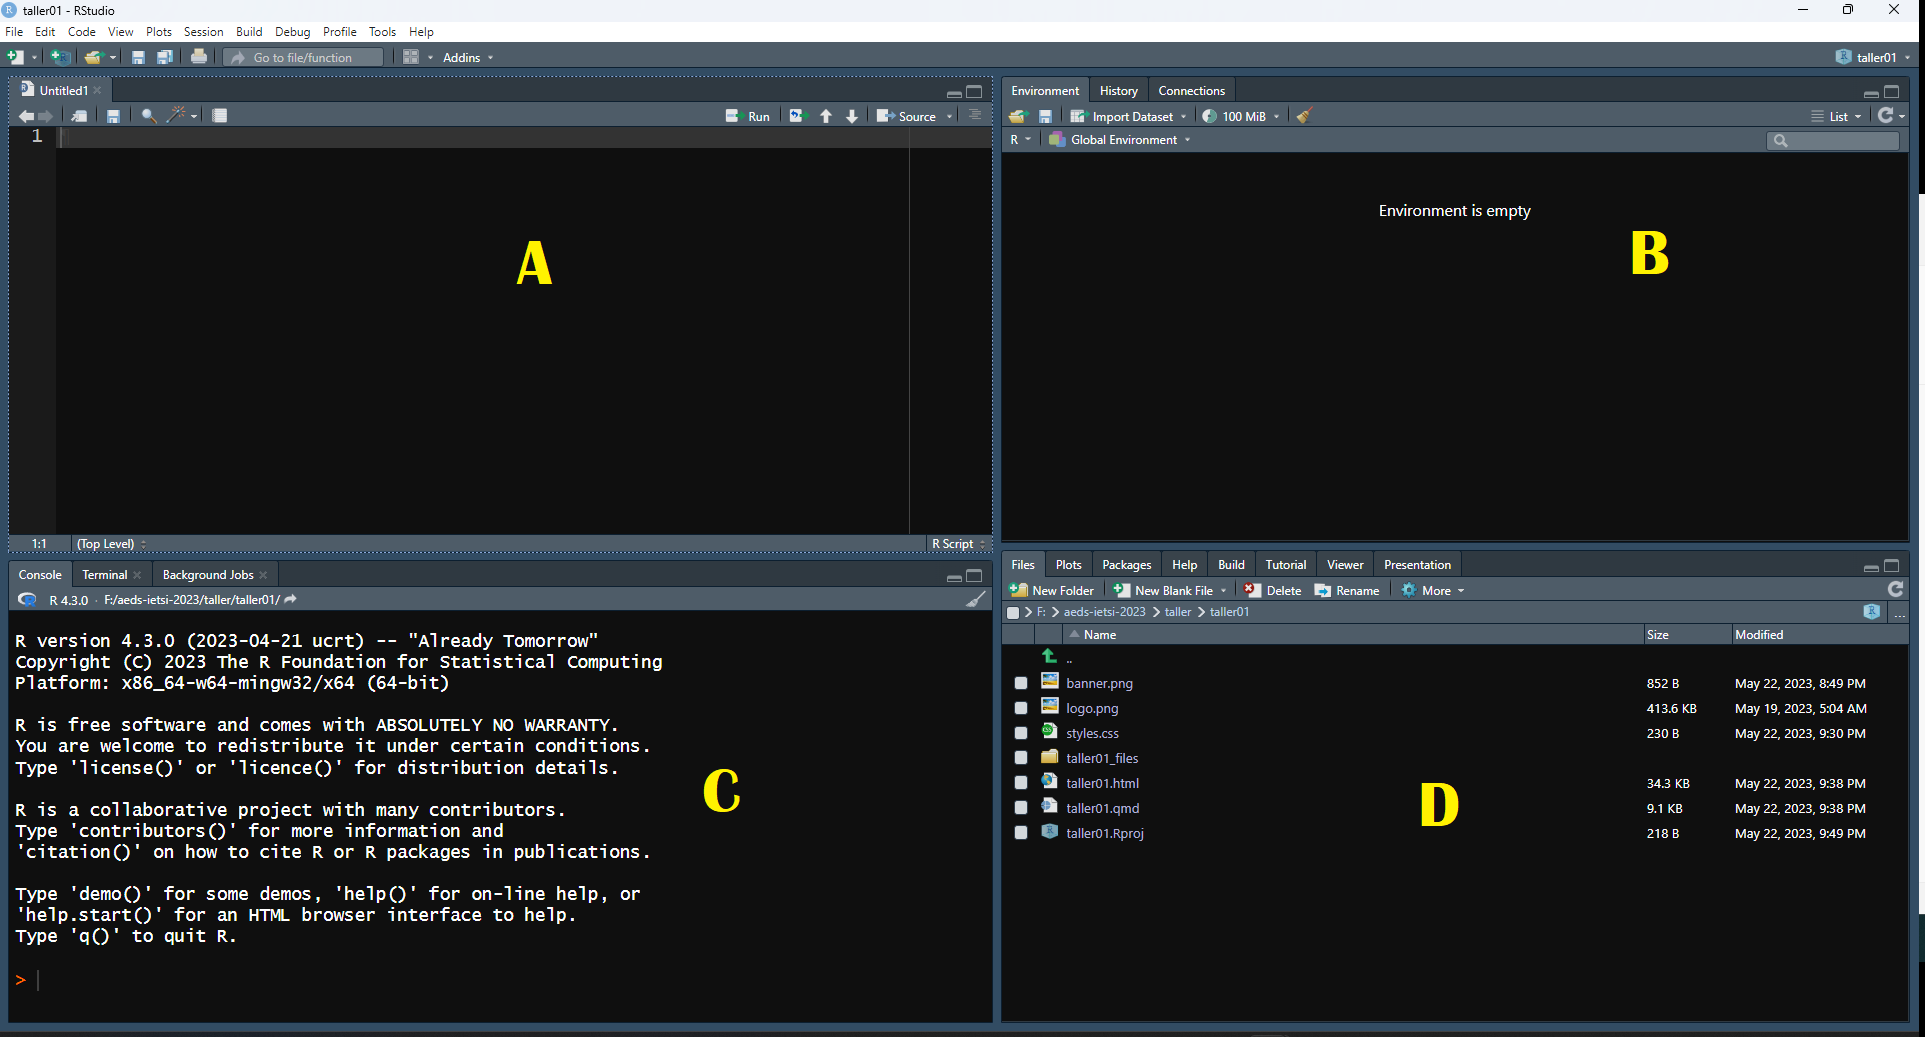 taller01 - RStudio
File Edit Code View Plots Session Build Debug Profile Tools Help
Go to file/function Addins taller01
Untitled1
Run Source
1
A
1:1 (Top Level) R Script
Environment History Connections
Import Dataset 100 MiB List
R Global Environment
Environment is empty
B
Console Terminal Background Jobs
R 4.3.0 · F:/aeds-ietsi-2023/taller/taller01/
R version 4.3.0 (2023-04-21 ucrt) -- "Already Tomorrow"
Copyright (C) 2023 The R Foundation for Statistical Computing
Platform: x86_64-w64-mingw32/x64 (64-bit)
R is free software and comes with ABSOLUTELY NO WARRANTY.
You are welcome to redistribute it under certain conditions.
Type 'license()' or 'licence()' for distribution details.
R is a collaborative project with many contributors.
Type 'contributors()' for more information and
'citation()' on how to cite R or R packages in publications.
Type 'demo()' for some demos, 'help()' for on-line help, or
'help.start()' for an HTML browser interface to help.
Type 'q()' to quit R.
>
C
Files Plots Packages Help Build Tutorial Viewer Presentation
New Folder New Blank File Delete Rename More
F: > aeds-ietsi-2023 > taller > taller01 ...
Name Size Modified
..
banner.png 852 B May 22, 2023, 8:49 PM
logo.png 413.6 KB May 19, 2023, 5:04 AM
styles.css 230 B May 22, 2023, 9:30 PM
taller01_files
taller01.html 34.3 KB May 22, 2023, 9:38 PM
taller01.qmd 9.1 KB May 22, 2023, 9:38 PM
taller01.Rproj 218 B May 22, 2023, 9:49 PM
D